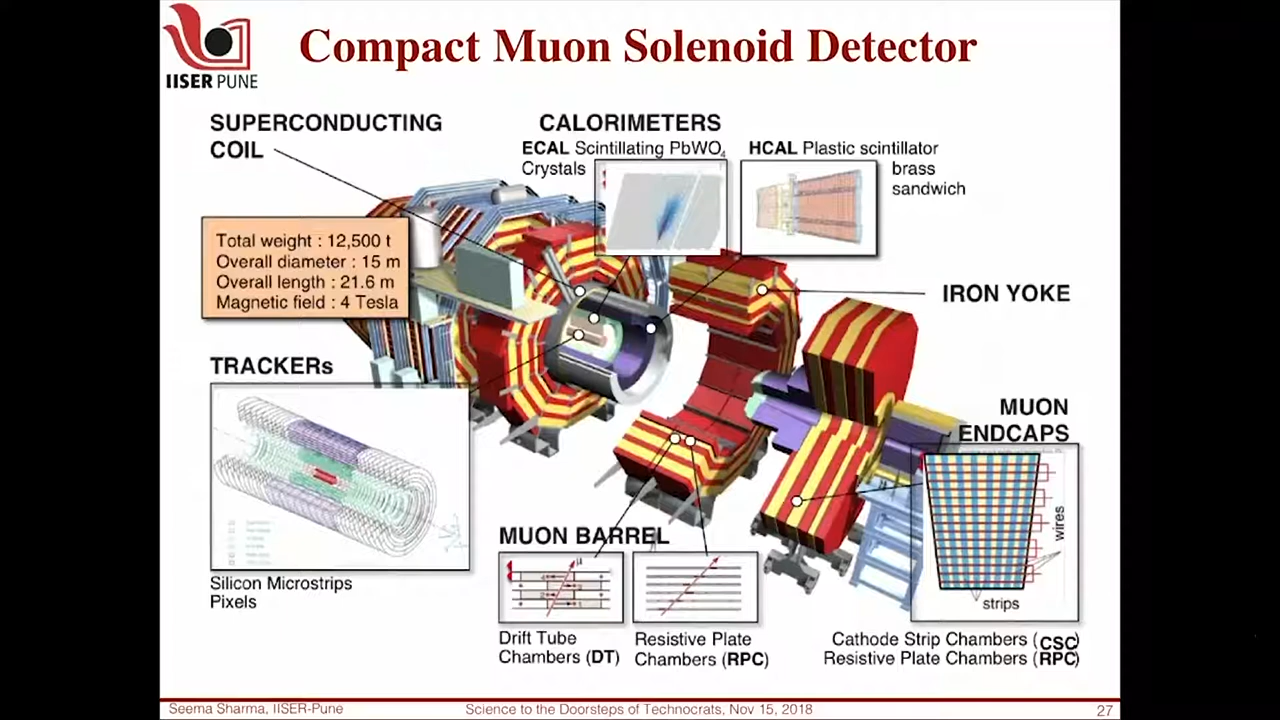 IISER PUNE
Compact Muon Solenoid Detector
SUPERCONDUCTING
COIL
CALORIMETERS
ECAL Scintillating PbWO4
Crystals
HCAL Plastic scintillator
brass
sandwich
Total weight : 12,500 t
Overall diameter : 15 m
Overall length : 21.6 m
Magnetic field : 4 Tesla
IRON YOKE
TRACKERs
Silicon Microstrips
Pixels
MUON
ENDCAPS
wires
strips
MUON BARREL
μ
Drift Tube
Chambers (DT)
Resistive Plate
Chambers (RPC)
Cathode Strip Chambers (CSC)
Resistive Plate Chambers (RPC)
Seema Sharma, IISER-Pune
Science to the Doorsteps of Technocrats, Nov 15, 2018
27